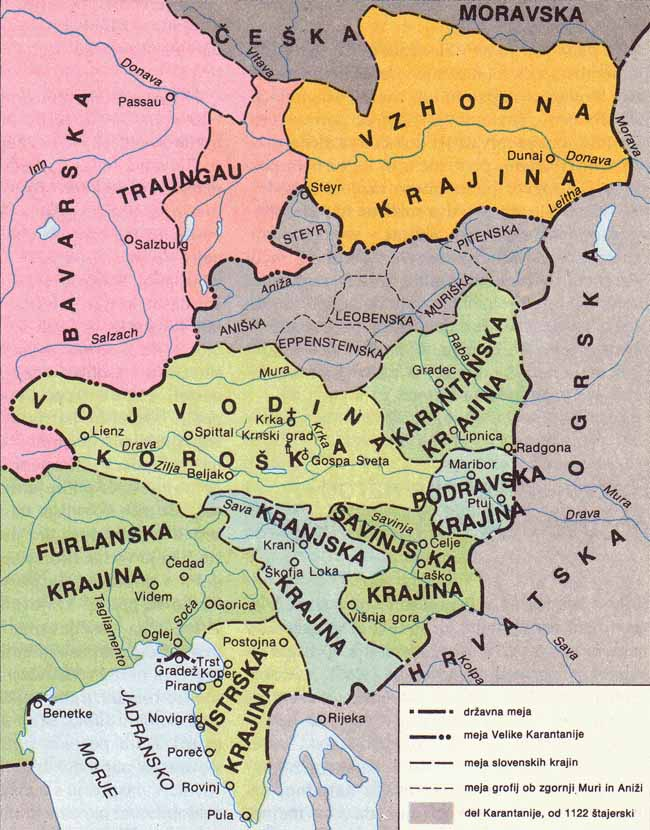 ČEŠKA
MORAVSKA
Vltava
Donava
Passau
VZHODNA
KRAJINA
Dunaj
Donava
Morava
Leitha
Inn
BAVARSKA
TRAUNGAU
Steyr
STEYR
PITENSKA
Salzburg
Aniža
MURIŠKA
LEOBENSKA
ANIŠKA
EPPENSTEINSKA
Salzach
OGRSKA
Mura
Raba
Gradec
KARANTANSKA
KRAJINA
Lipnica
Radgona
VOJVODINA
KOROŠKA
Krka
Krka
Krnski grad
Lienz
Spittal
Drava
Zilja
Beljak
Gospa Sveta
Maribor
PODRAVSKA
KRAJINA
Ptuj
Mura
Drava
FURLANSKA
KRAJINA
Sava
KRANJSKA
KRAJINA
Kranj
Škofja Loka
Savinja
SAVINJSKA
KRAJINA
Celje
Laško
Višnja gora
Čedad
Videm
Soča
Gorica
Tagliamento
Oglej
Postojna
HRVATSKA
Sava
Kolpa
Trst
Gradež
Koper
Piran
ISTRSKA
KRAJINA
Benetke
JADRANSKO
MORJE
Novigrad
Poreč
Rovinj
Pula
Rijeka
državna meja
meja Velike Karantanije
meja slovenskih krajin
meja grofij ob zgornji Muri in Aniži
del Karantanije, od 1122 štajerski